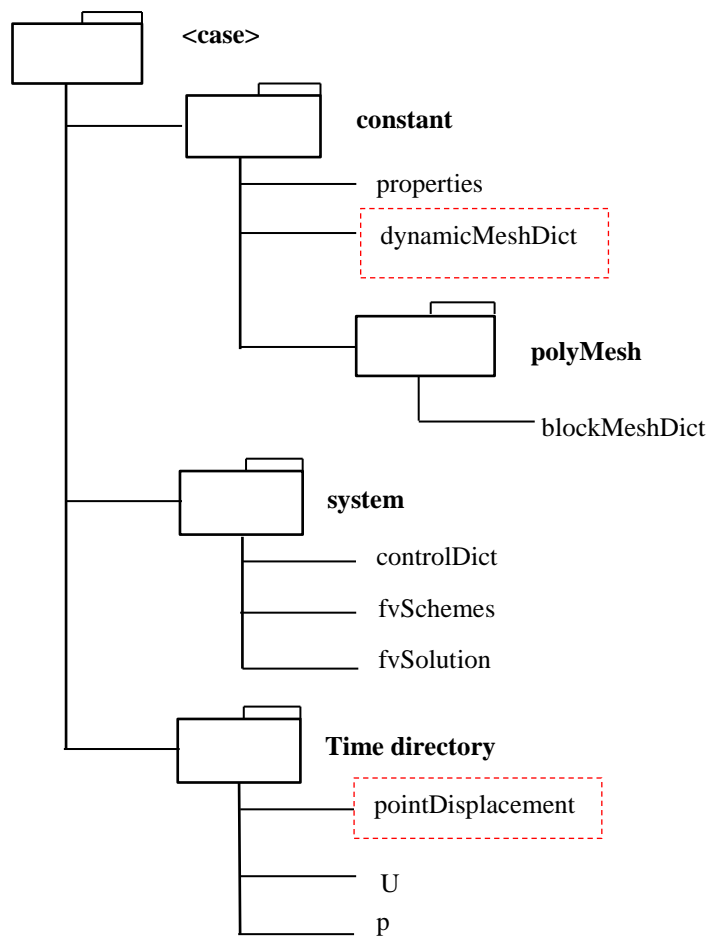 <case>
constant
properties
dynamicMeshDict
polyMesh
blockMeshDict
system
controlDict
fvSchemes
fvSolution
Time directory
pointDisplacement
U
p